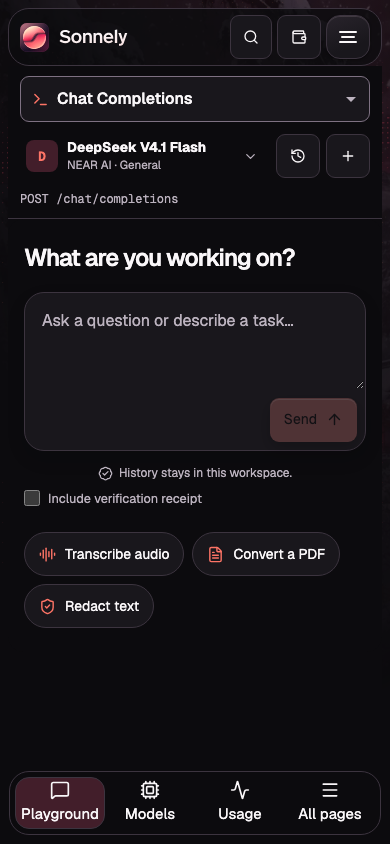 Sonnely
Chat Completions
D
DeepSeek V4.1 Flash
NEAR AI · General
POST /chat/completions
What are you working on?
Ask a question or describe a task...
Send
History stays in this workspace.
Include verification receipt
Transcribe audio
Convert a PDF
Redact text
Playground
Models
Usage
All pages